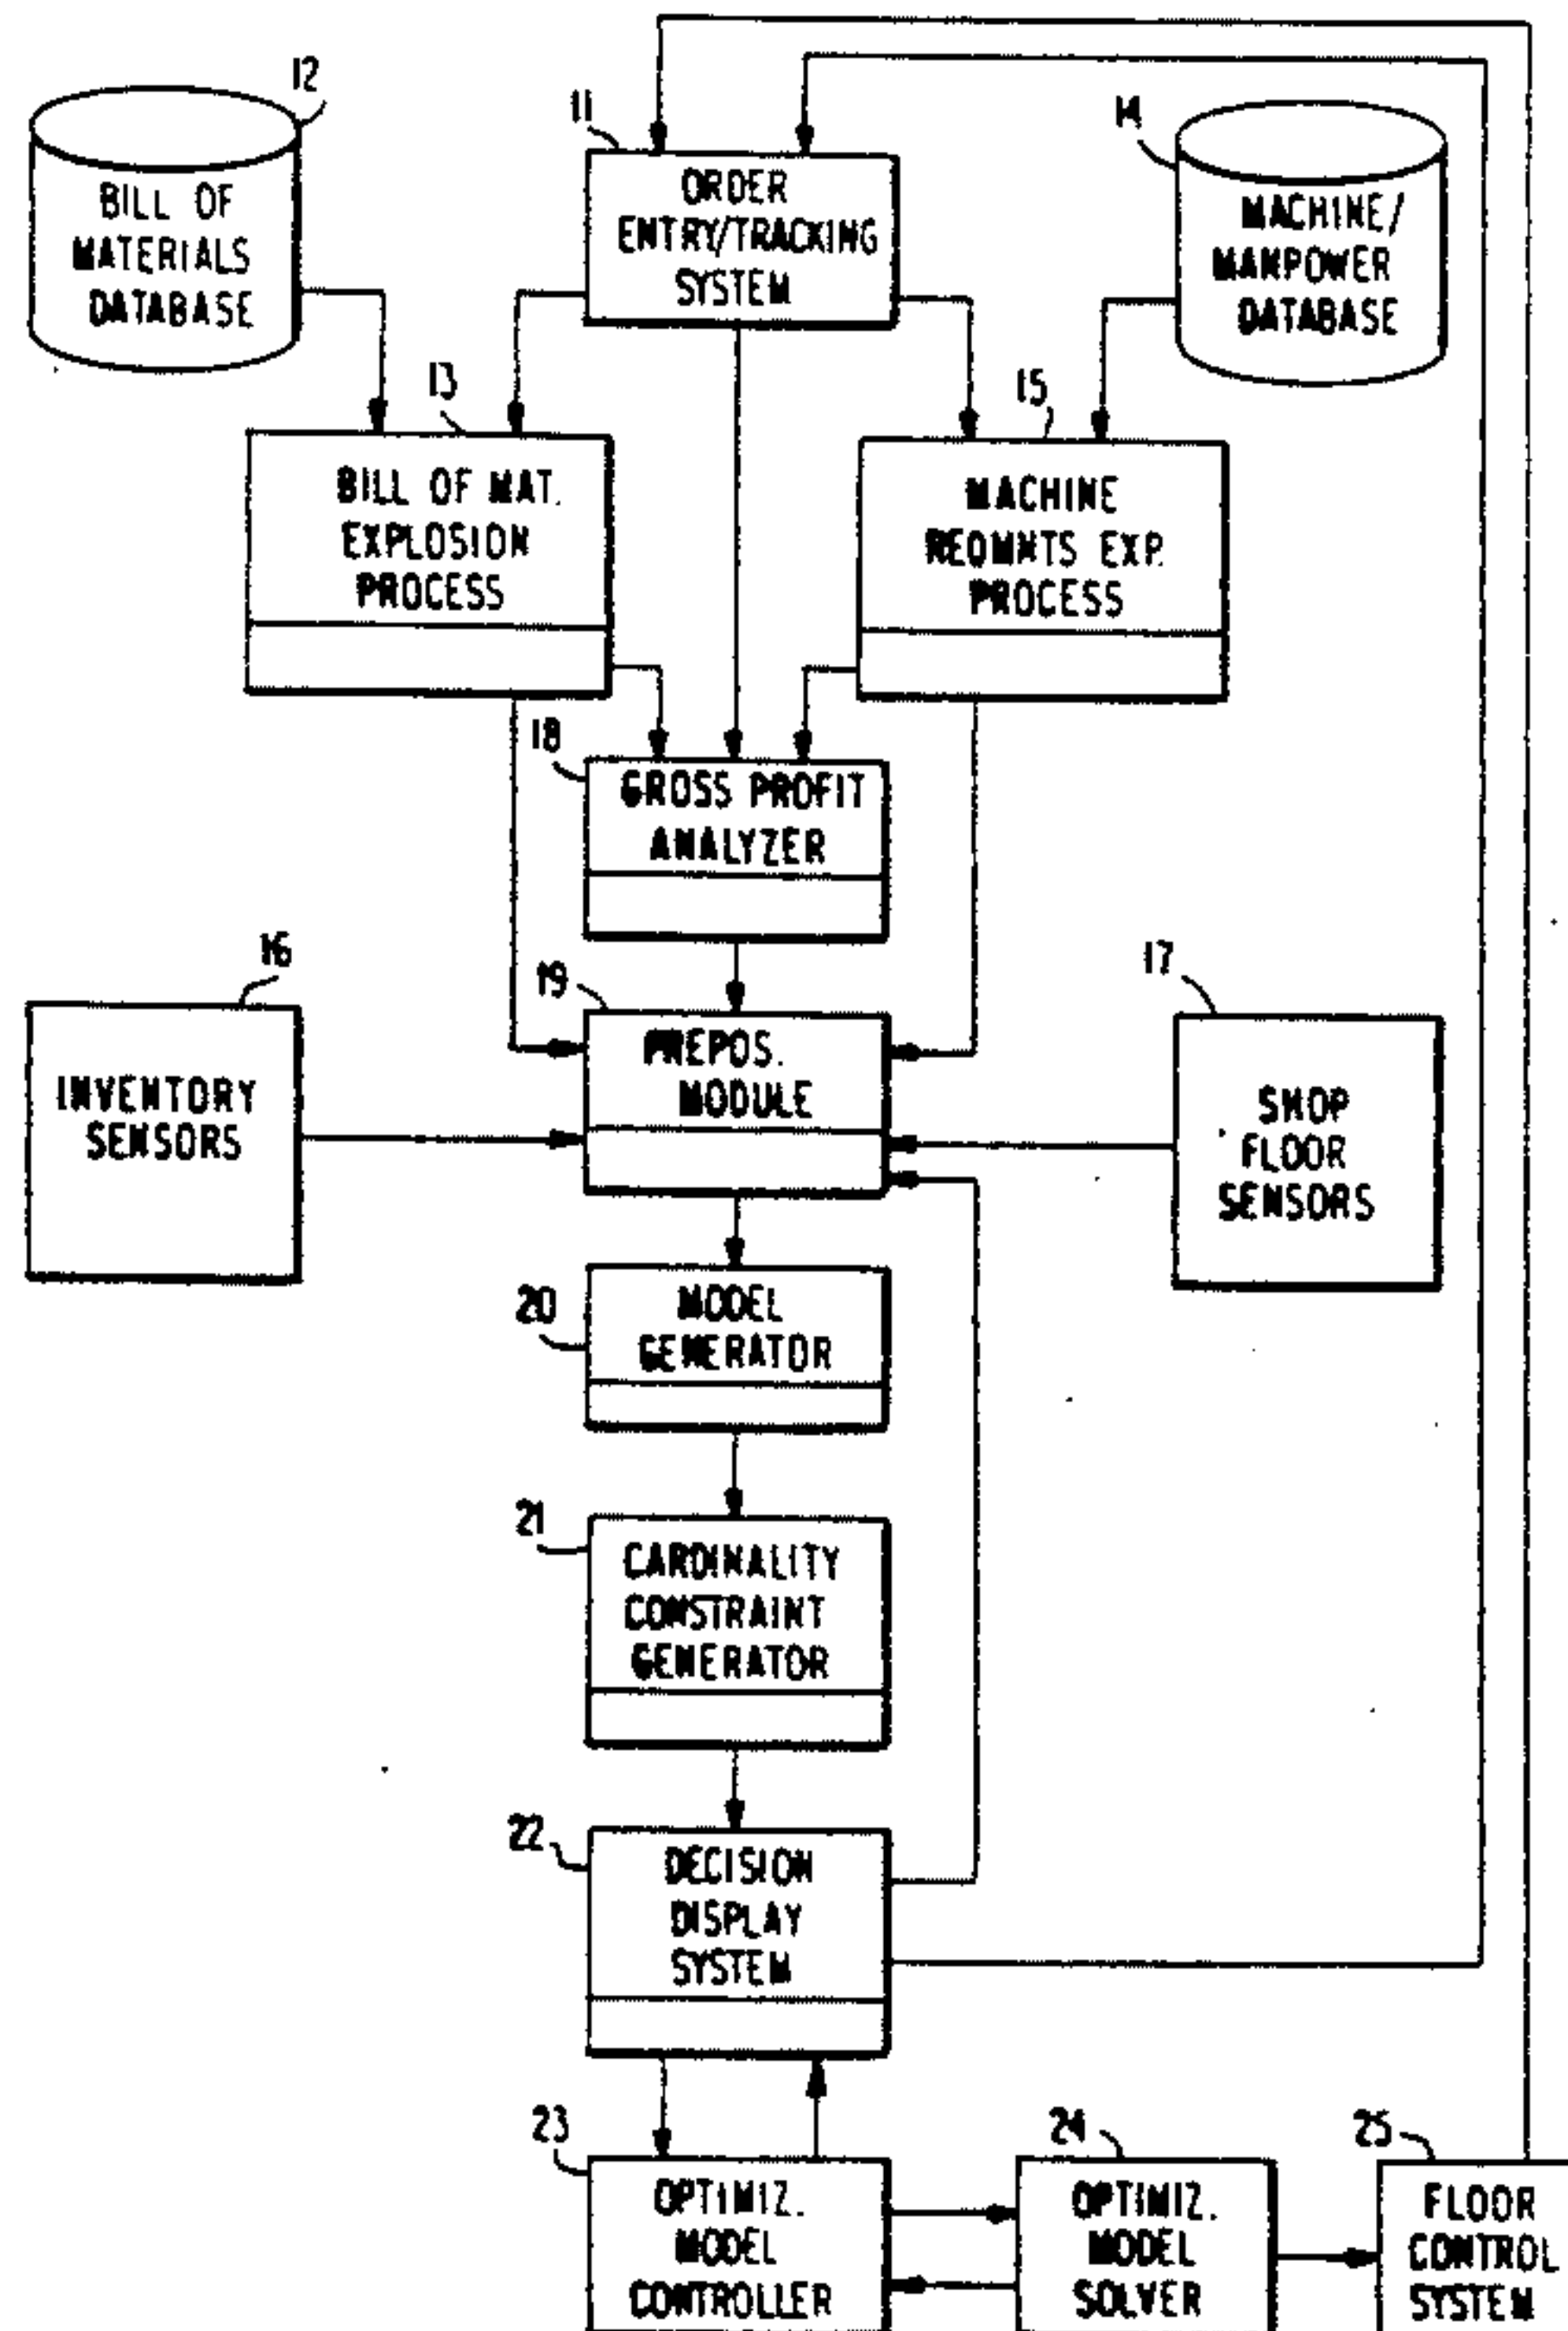 12
BILL OF
MATERIALS
DATABASE
11
ORDER
ENTRY/TRACKING
SYSTEM
14
MACHINE/
MANPOWER
DATABASE
13
BILL OF MAT.
EXPLOSION
PROCESS
15
MACHINE
REQMNTS EXP.
PROCESS
18
GROSS PROFIT
ANALYZER
16
INVENTORY
SENSORS
19
PREPOS.
MODULE
17
SHOP
FLOOR
SENSORS
20
MODEL
GENERATOR
21
CARDINALITY
CONSTRAINT
GENERATOR
22
DECISION
DISPLAY
SYSTEM
23
OPTIMIZ.
MODEL
CONTROLLER
24
OPTIMIZ.
MODEL
SOLVER
25
FLOOR
CONTROL
SYSTEM